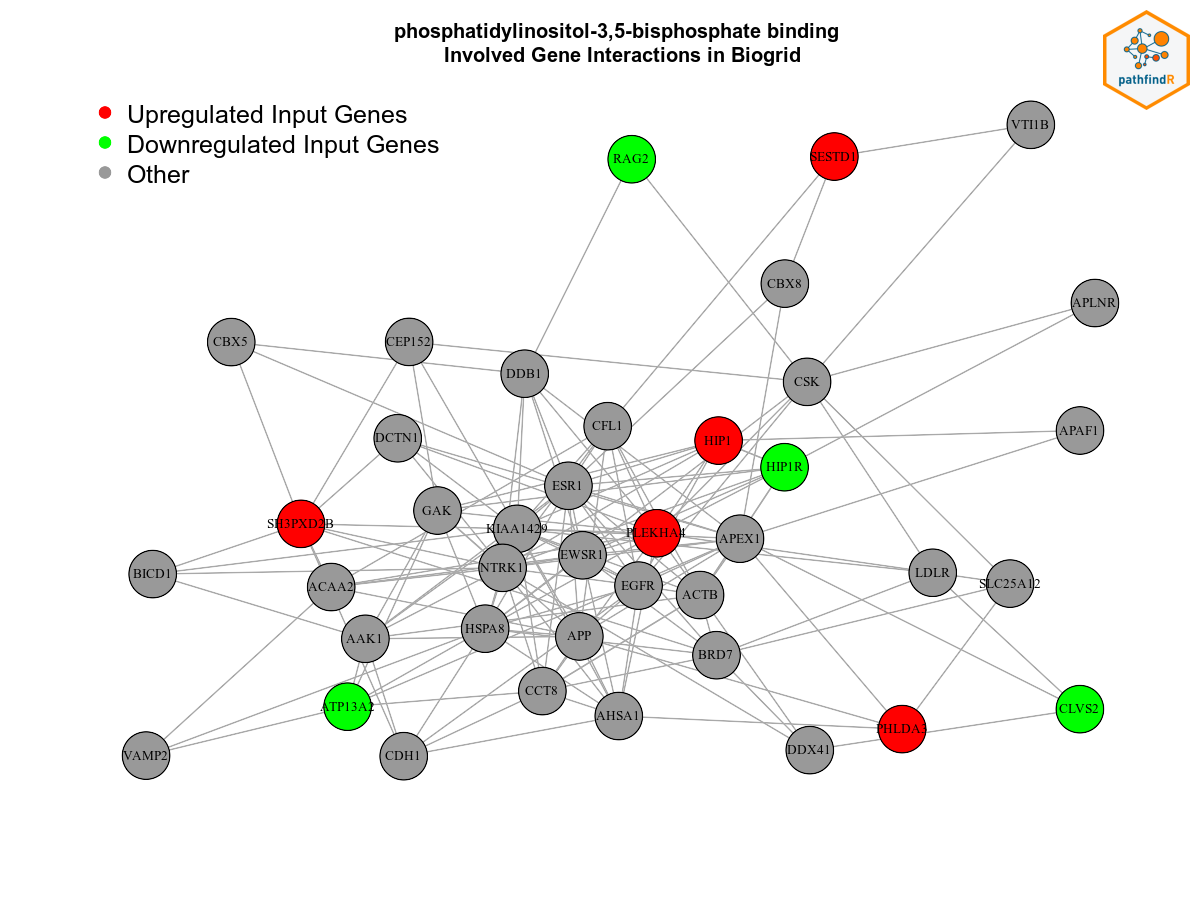 phosphatidylinositol-3,5-bisphosphate binding
Involved Gene Interactions in Biogrid
pathfindR
Upregulated Input Genes
Downregulated Input Genes
Other
VTI1B
RAG2
SESTD1
CBX8
APLNR
CBX5
CEP152
DDB1
CSK
CFL1
DCTN1
HIP1
APAF1
HIP1R
ESR1
GAK
SH3PXD2B
KIAA1429
PLEKHA4
APEX1
EWSR1
NTRK1
BICD1
LDLR
SLC25A12
ACAA2
EGFR
ACTB
HSPA8
AAK1
APP
BRD7
CCT8
ATP13A2
CLVS2
AHSA1
PHLDA3
VAMP2
CDH1
DDX41